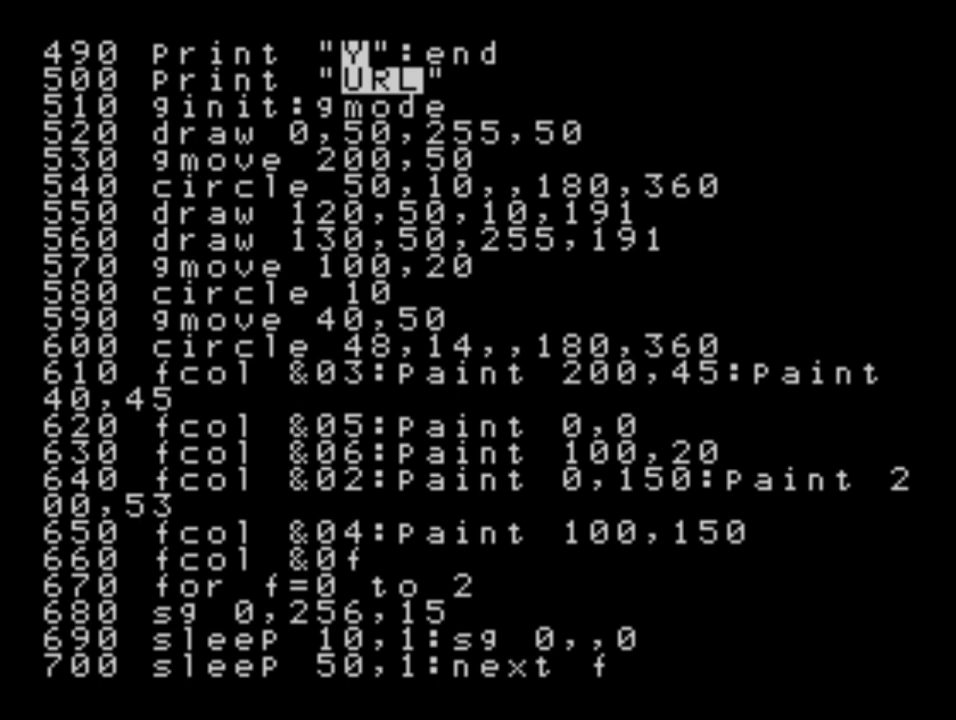 490 print "Y":end
500 print "URL"
510 ginit:gmode
520 draw 0,50,255,50
530 gmove 200,50
540 circle 50,10,,180,360
550 draw 120,50,10,191
560 draw 130,50,255,191
570 gmove 100,20
580 circle 10
590 gmove 40,50
600 circle 48,14,,180,360
610 fcol &03:paint 200,45:paint
40,45
620 fcol &05:paint 0,0
630 fcol &06:paint 100,20
640 fcol &02:paint 0,150:paint 2
00,53
650 fcol &04:paint 100,150
660 fcol &0f
670 for f=0 to 2
680 sg 0,256,15
690 sleep 10,1:sg 0,,0
700 sleep 50,1:next f